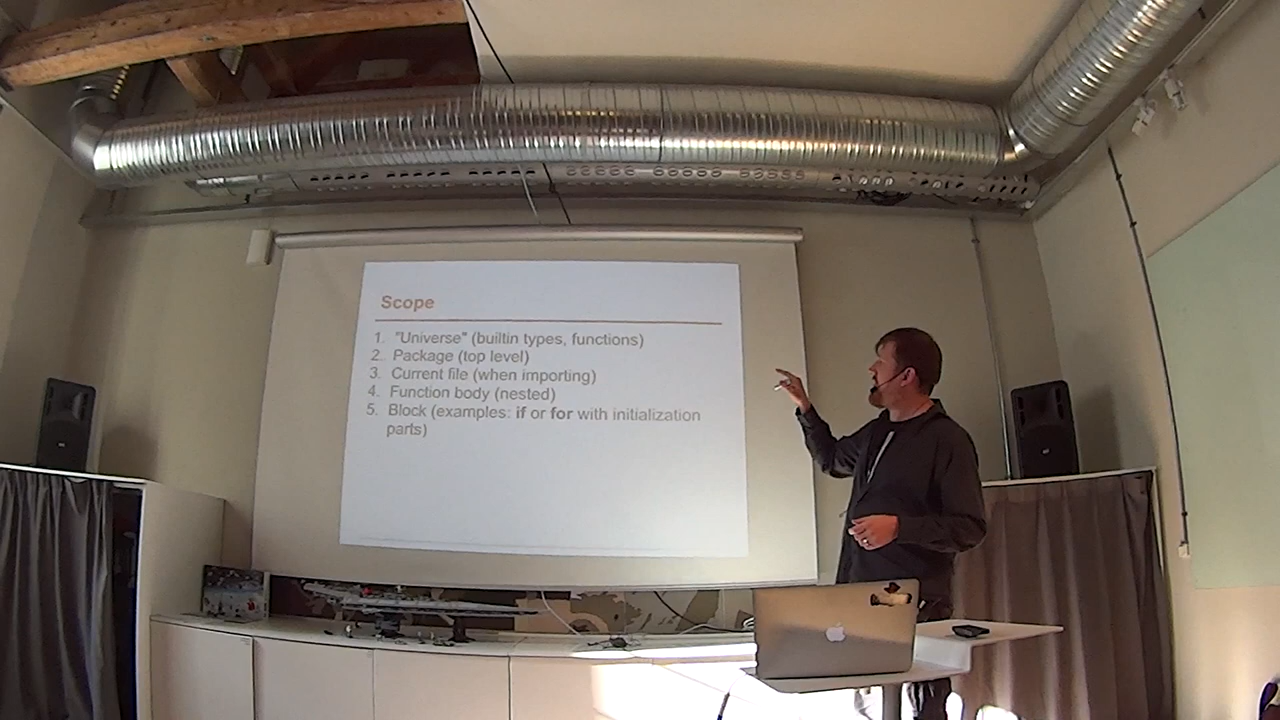 Scope
1. "Universe" (builtin types, functions)
2. Package (top level)
3. Current file (when importing)
4. Function body (nested)
5. Block (examples: if or for with initialization
parts)